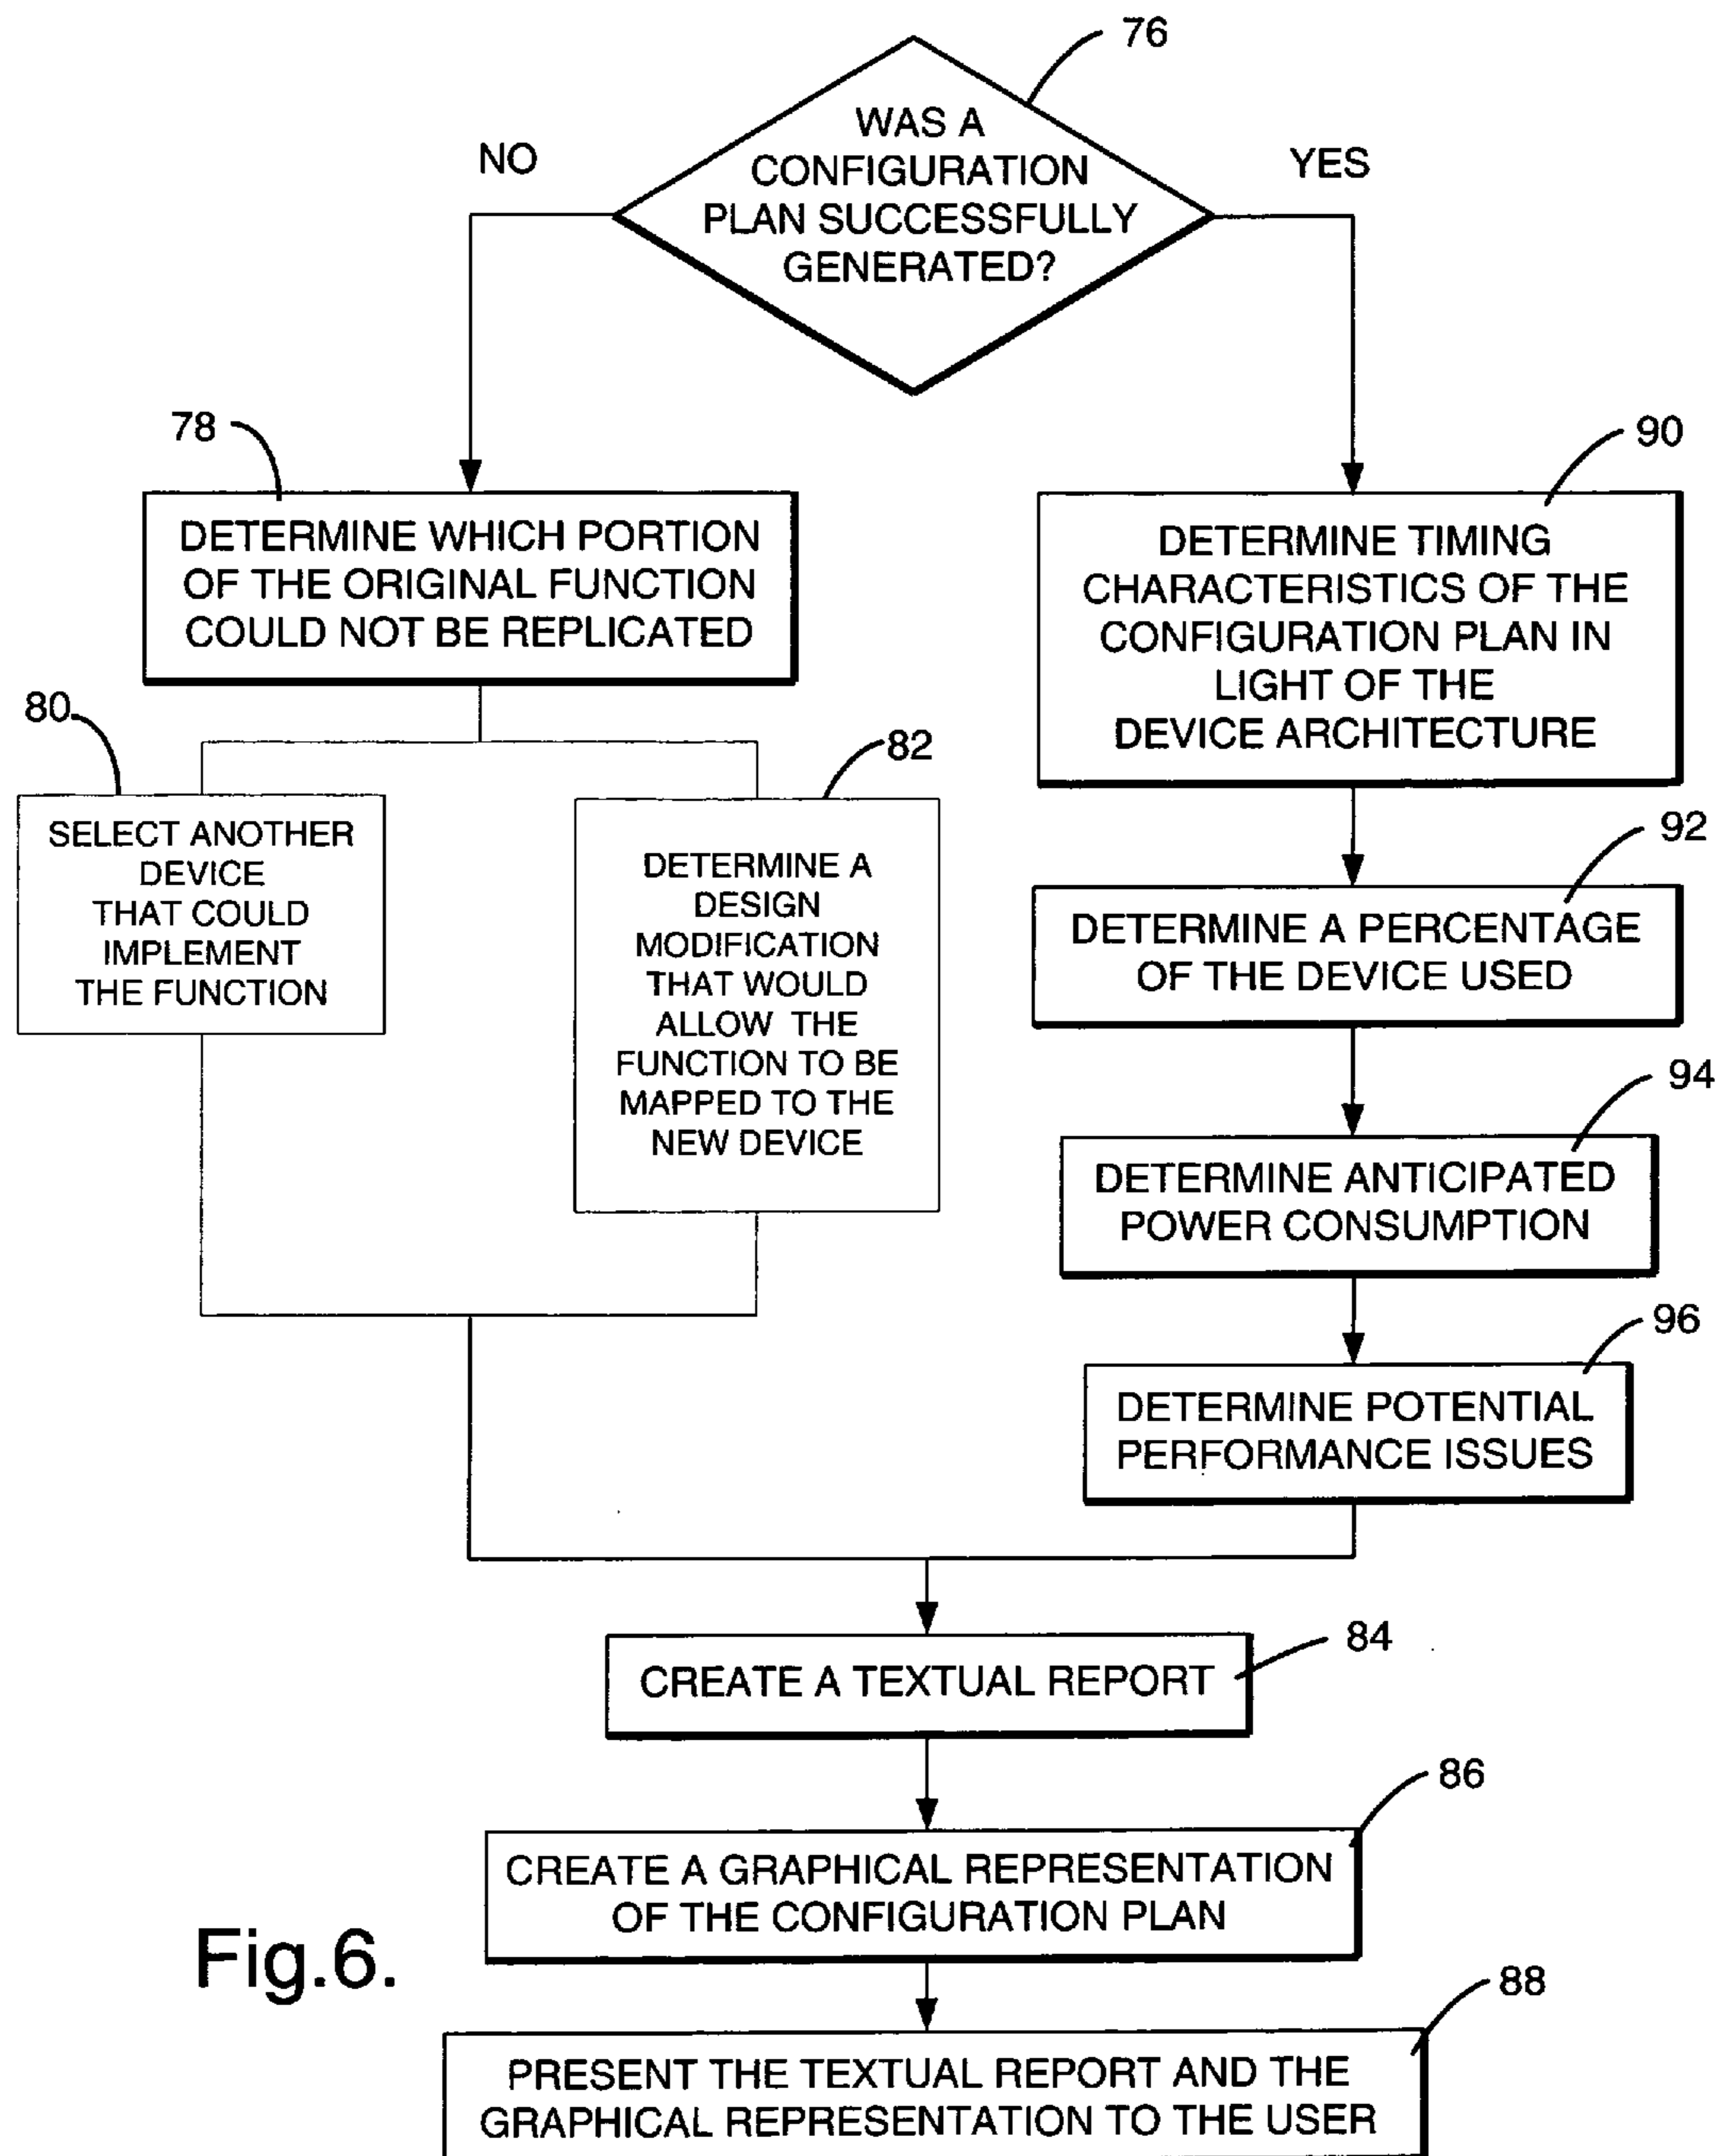 76
WAS A
CONFIGURATION
PLAN SUCCESSFULLY
GENERATED?
NO
YES
78
DETERMINE WHICH PORTION
OF THE ORIGINAL FUNCTION
COULD NOT BE REPLICATED
90
DETERMINE TIMING
CHARACTERISTICS OF THE
CONFIGURATION PLAN IN
LIGHT OF THE
DEVICE ARCHITECTURE
80
SELECT ANOTHER
DEVICE
THAT COULD
IMPLEMENT
THE FUNCTION
82
DETERMINE A
DESIGN
MODIFICATION
THAT WOULD
ALLOW THE
FUNCTION TO BE
MAPPED TO THE
NEW DEVICE
92
DETERMINE A PERCENTAGE
OF THE DEVICE USED
94
DETERMINE ANTICIPATED
POWER CONSUMPTION
96
DETERMINE POTENTIAL
PERFORMANCE ISSUES
84
CREATE A TEXTUAL REPORT
86
CREATE A GRAPHICAL REPRESENTATION
OF THE CONFIGURATION PLAN
Fig.6.
88
PRESENT THE TEXTUAL REPORT AND THE
GRAPHICAL REPRESENTATION TO THE USER